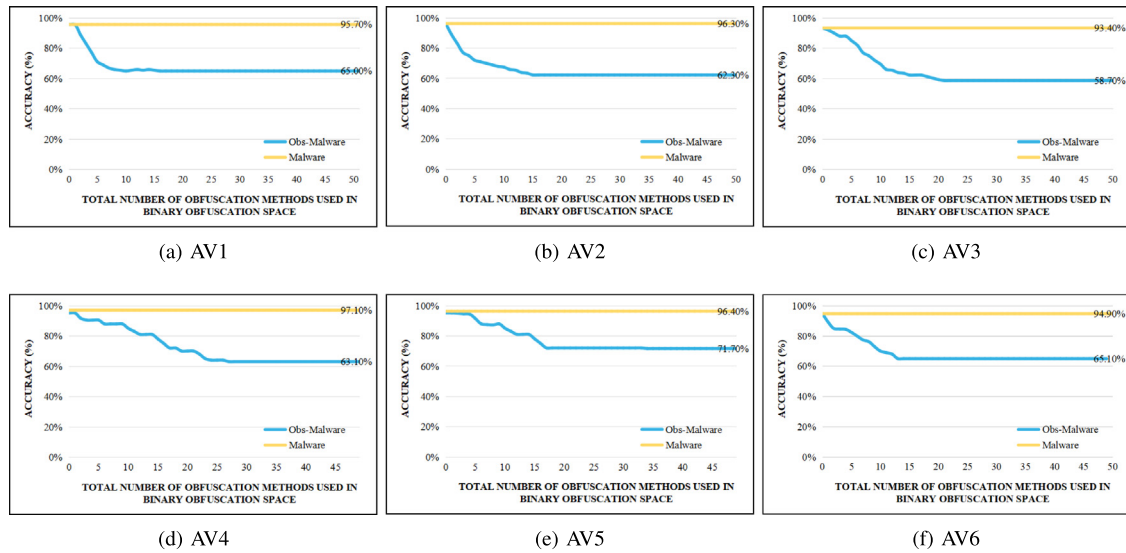 100%
80%
60%
40%
20%
0%
ACCURACY (%)
95.70%
65.00%
Obs-Malware
Malware
0 5 10 15 20 25 30 35 40 45 50
TOTAL NUMBER OF OBFUSCATION METHODS USED IN
BINARY OBFUSCATION SPACE
(a) AV1
100%
80%
60%
40%
20%
0%
ACCURACY (%)
96.30%
62.30%
Obs-Malware
Malware
0 5 10 15 20 25 30 35 40 45 50
TOTAL NUMBER OF OBFUSCATION METHODS USED IN
BINARY OBFUSCATION SPACE
(b) AV2
100%
80%
60%
40%
20%
0%
ACCURACY (%)
93.40%
58.70%
Obs-Malware
Malware
0 5 10 15 20 25 30 35 40 45 50
TOTAL NUMBER OF OBFUSCATION METHODS USED IN
BINARY OBFUSCATION SPACE
(c) AV3
100%
80%
60%
40%
20%
0%
ACCURACY (%)
97.10%
63.10%
Obs-Malware
Malware
0 5 10 15 20 25 30 35 40 45
TOTAL NUMBER OF OBFUSCATION METHODS USED IN
BINARY OBFUSCATION SPACE
(d) AV4
100%
80%
60%
40%
20%
0%
ACCURACY (%)
96.40%
71.70%
Obs-Malware
Malware
0 5 10 15 20 25 30 35 40 45
TOTAL NUMBER OF OBFUSCATION METHODS USED IN
BINARY OBFUSCATION SPACE
(e) AV5
100%
80%
60%
40%
20%
0%
ACCURACY (%)
94.90%
65.10%
Obs-Malware
Malware
0 5 10 15 20 25 30 35 40 45 50
TOTAL NUMBER OF OBFUSCATION METHODS USED IN
BINARY OBFUSCATION SPACE
(f) AV6